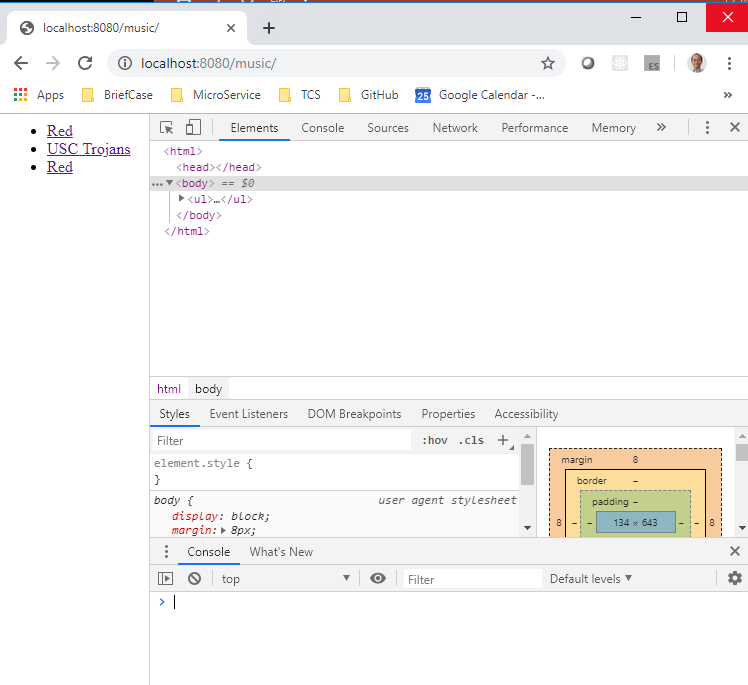 localhost:8080/music/
localhost:8080/music/
ES
Apps BriefCase MicroService TCS GitHub 25 Google Calendar -... »
Red
USC Trojans
Red
Elements Console Sources Network Performance Memory »
<html>
<head></head>
...<body> == $0
<ul>…</ul>
</body>
</html>
html body
Styles Event Listeners DOM Breakpoints Properties Accessibility
Filter :hov .cls +
element.style {
}
body { user agent stylesheet
display: block;
margin: 8px;
margin 8
border –
padding –
8 – – 134 × 643 – – 8
Console What's New
top Filter Default levels
>